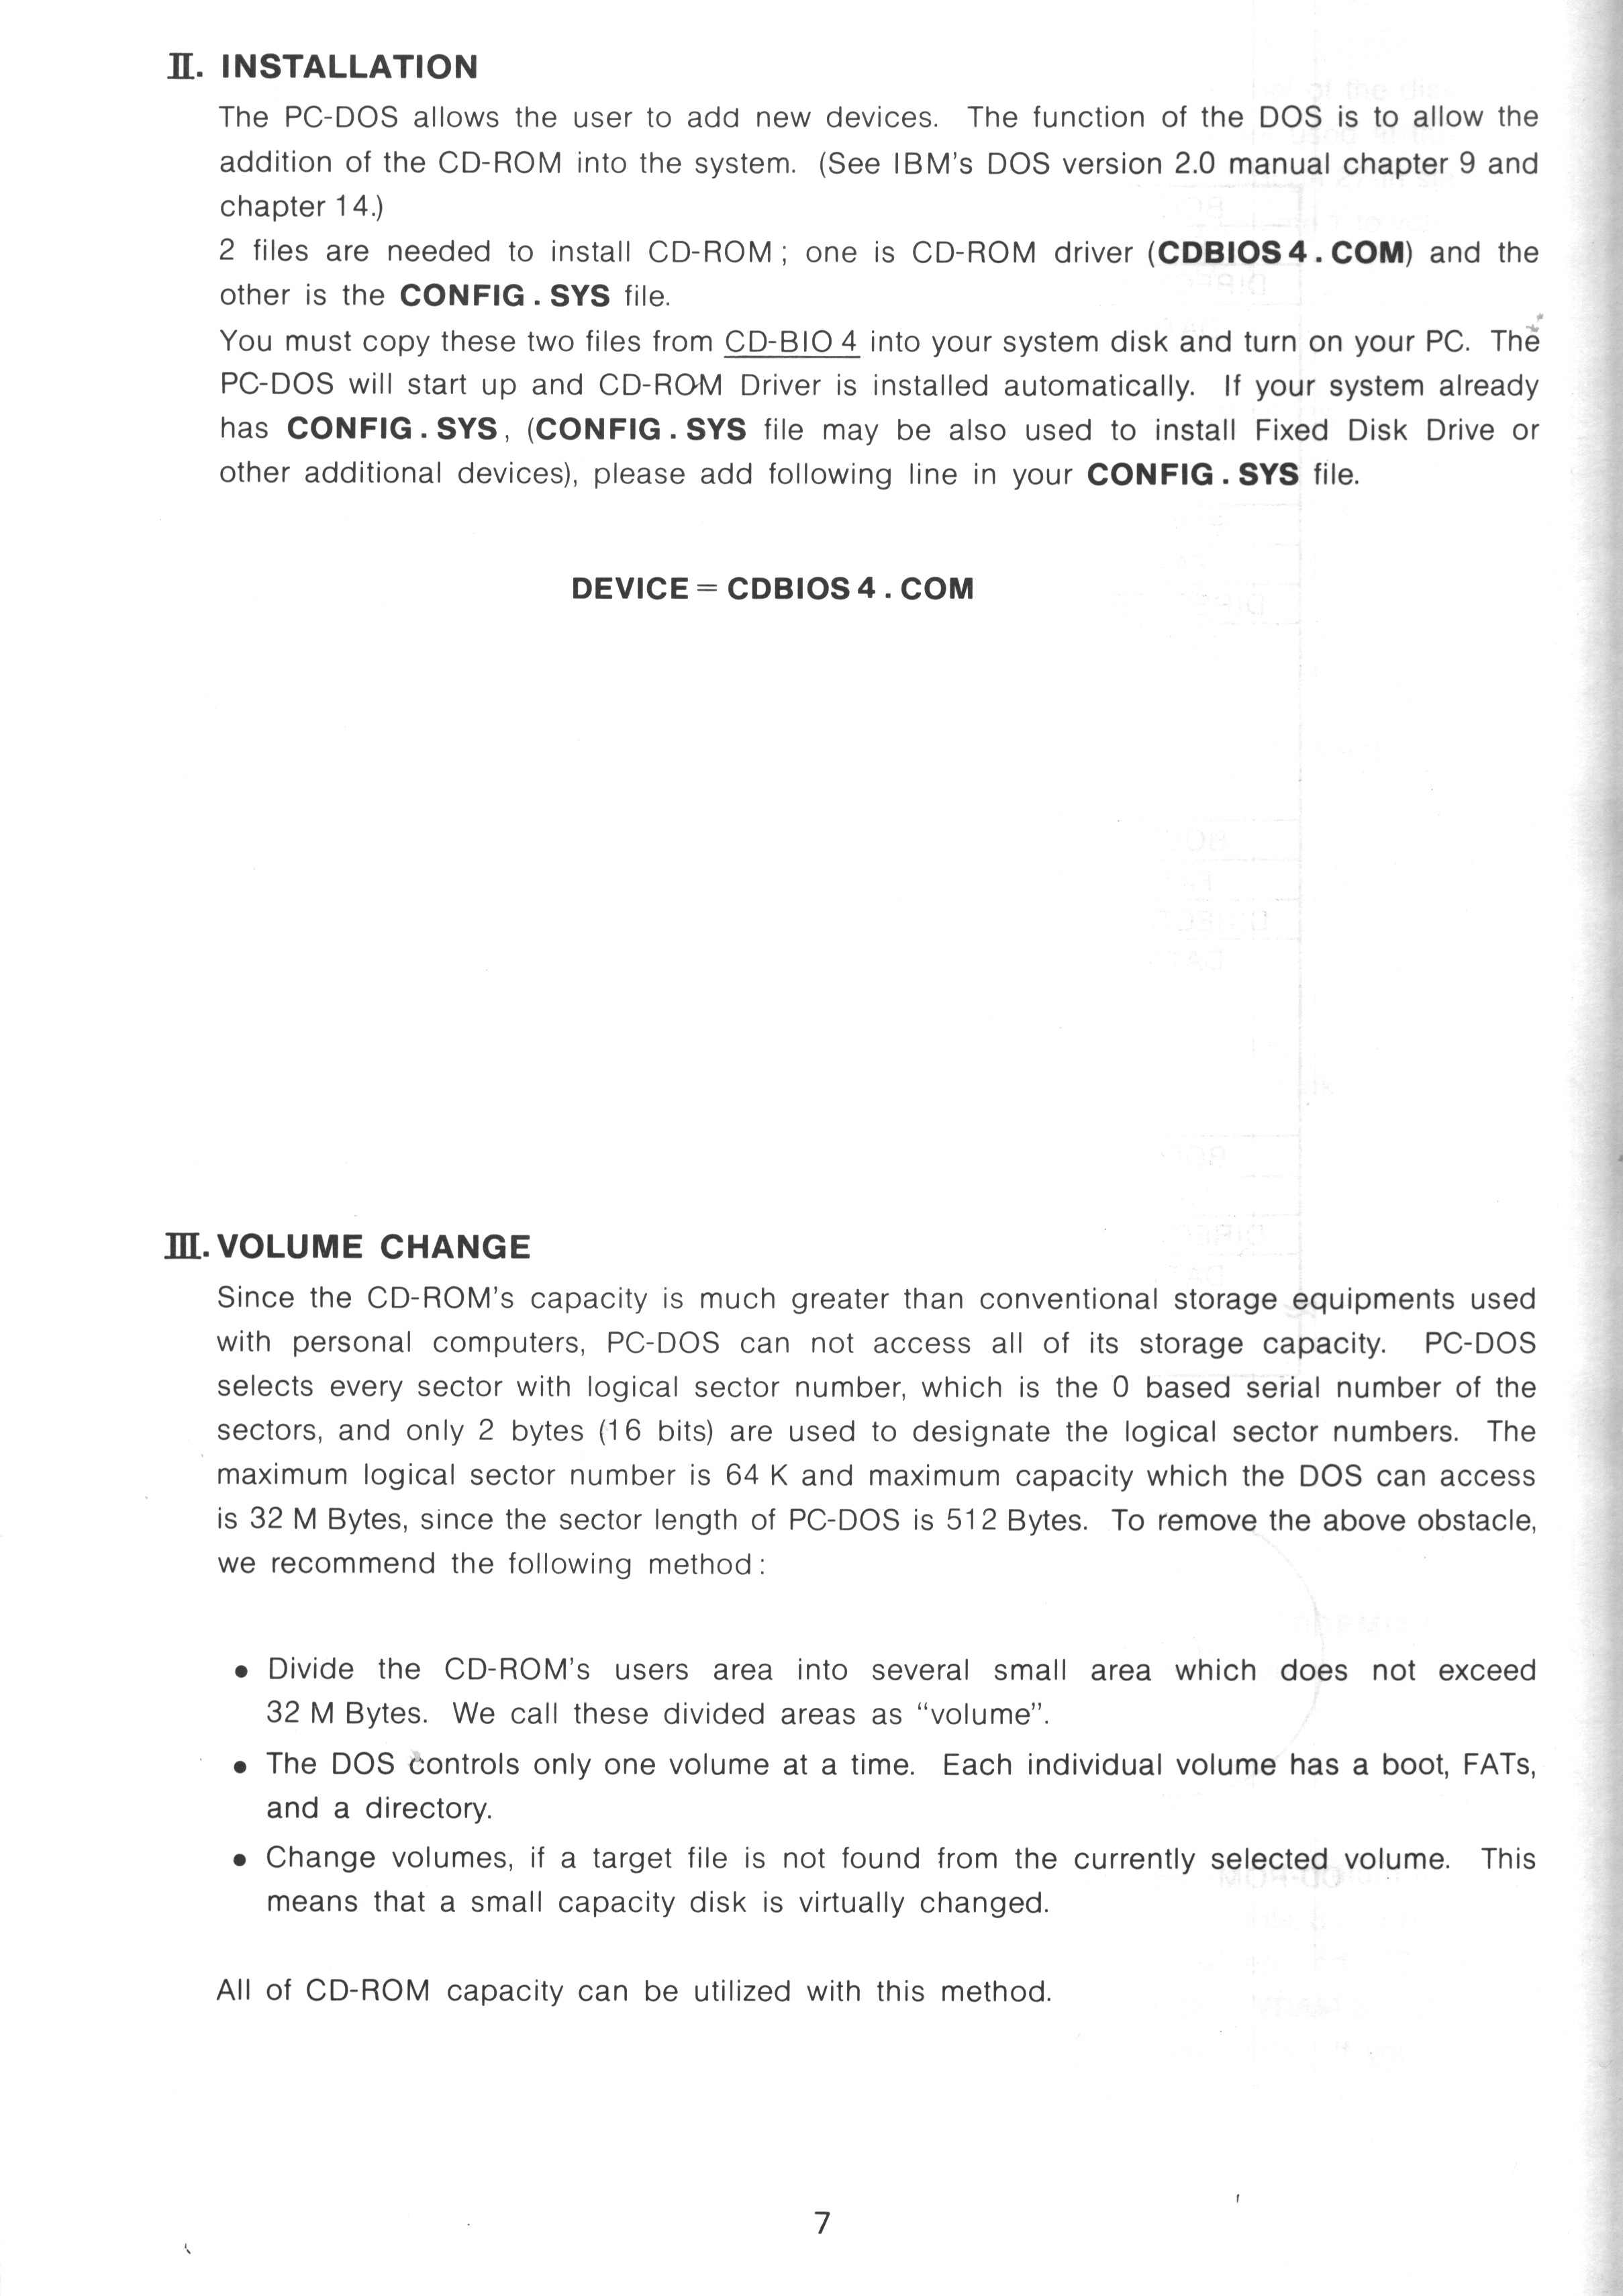 II. INSTALLATION
The PC-DOS allows the user to add new devices. The function of the DOS is to allow the
addition of the CD-ROM into the system. (See IBM's DOS version 2.0 manual chapter 9 and
chapter 14.)
2 files are needed to install CD-ROM ; one is CD-ROM driver (CDBIOS 4 . COM) and the
other is the CONFIG . SYS file.
You must copy these two files from CD-BIO 4 into your system disk and turn on your PC. The
PC-DOS will start up and CD-ROM Driver is installed automatically. If your system already
has CONFIG . SYS , (CONFIG . SYS file may be also used to install Fixed Disk Drive or
other additional devices), please add following line in your CONFIG . SYS file.
DEVICE = CDBIOS 4 . COM
III. VOLUME CHANGE
Since the CD-ROM's capacity is much greater than conventional storage equipments used
with personal computers, PC-DOS can not access all of its storage capacity. PC-DOS
selects every sector with logical sector number, which is the 0 based serial number of the
sectors, and only 2 bytes (16 bits) are used to designate the logical sector numbers. The
maximum logical sector number is 64 K and maximum capacity which the DOS can access
is 32 M Bytes, since the sector length of PC-DOS is 512 Bytes. To remove the above obstacle,
we recommend the following method :
● Divide the CD-ROM's users area into several small area which does not exceed
32 M Bytes. We call these divided areas as “volume”.
● The DOS controls only one volume at a time. Each individual volume has a boot, FATs,
and a directory.
● Change volumes, if a target file is not found from the currently selected volume. This
means that a small capacity disk is virtually changed.
All of CD-ROM capacity can be utilized with this method.
7